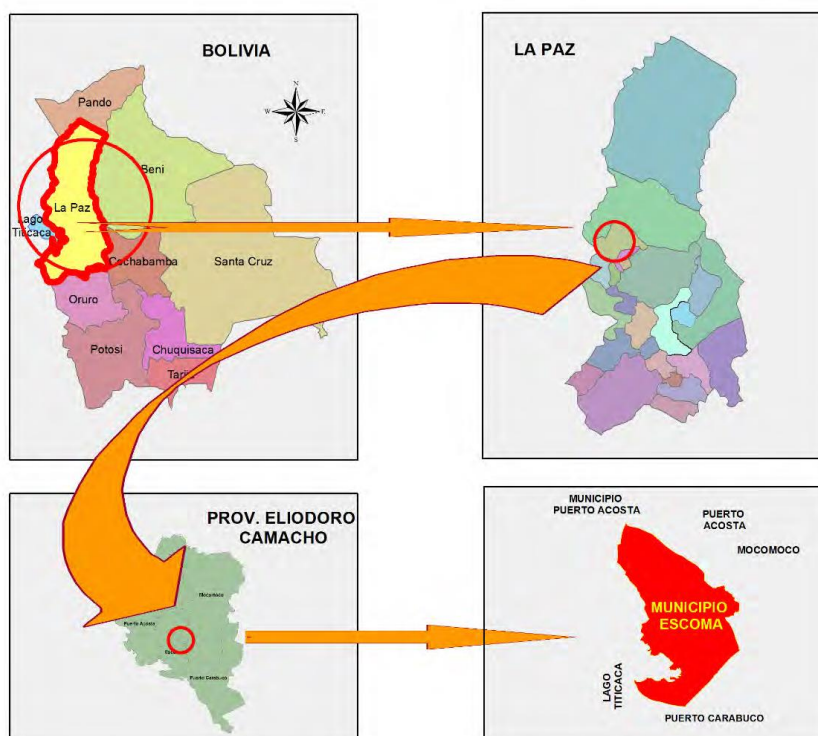 BOLIVIA
N
W
E
S
Pando
Beni
La Paz
Lago
Titicaca
Cochabamba
Santa Cruz
Oruro
Potosi
Chuquisaca
LA PAZ
PROV. ELIODORO
CAMACHO
Mocomoco
Puerto Acosta
Puerto Carabuco
MUNICIPIO
PUERTO ACOSTA
PUERTO
ACOSTA
MOCOMOCO
MUNICIPIO
ESCOMA
LAGO
TITICACA
PUERTO CARABUCO